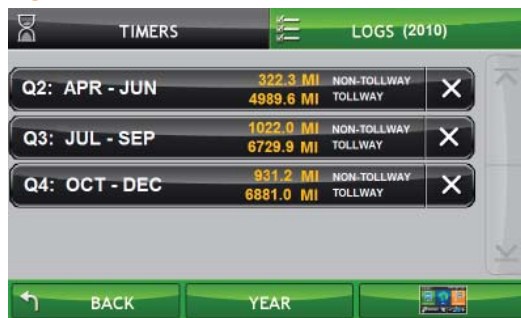 TIMERS
LOGS (2010)
Q2: APR - JUN
322.3 MI NON-TOLLWAY
4989.6 MI TOLLWAY
Q3: JUL - SEP
1022.0 MI NON-TOLLWAY
6729.9 MI TOLLWAY
Q4: OCT - DEC
931.2 MI NON-TOLLWAY
6881.0 MI TOLLWAY
BACK
YEAR